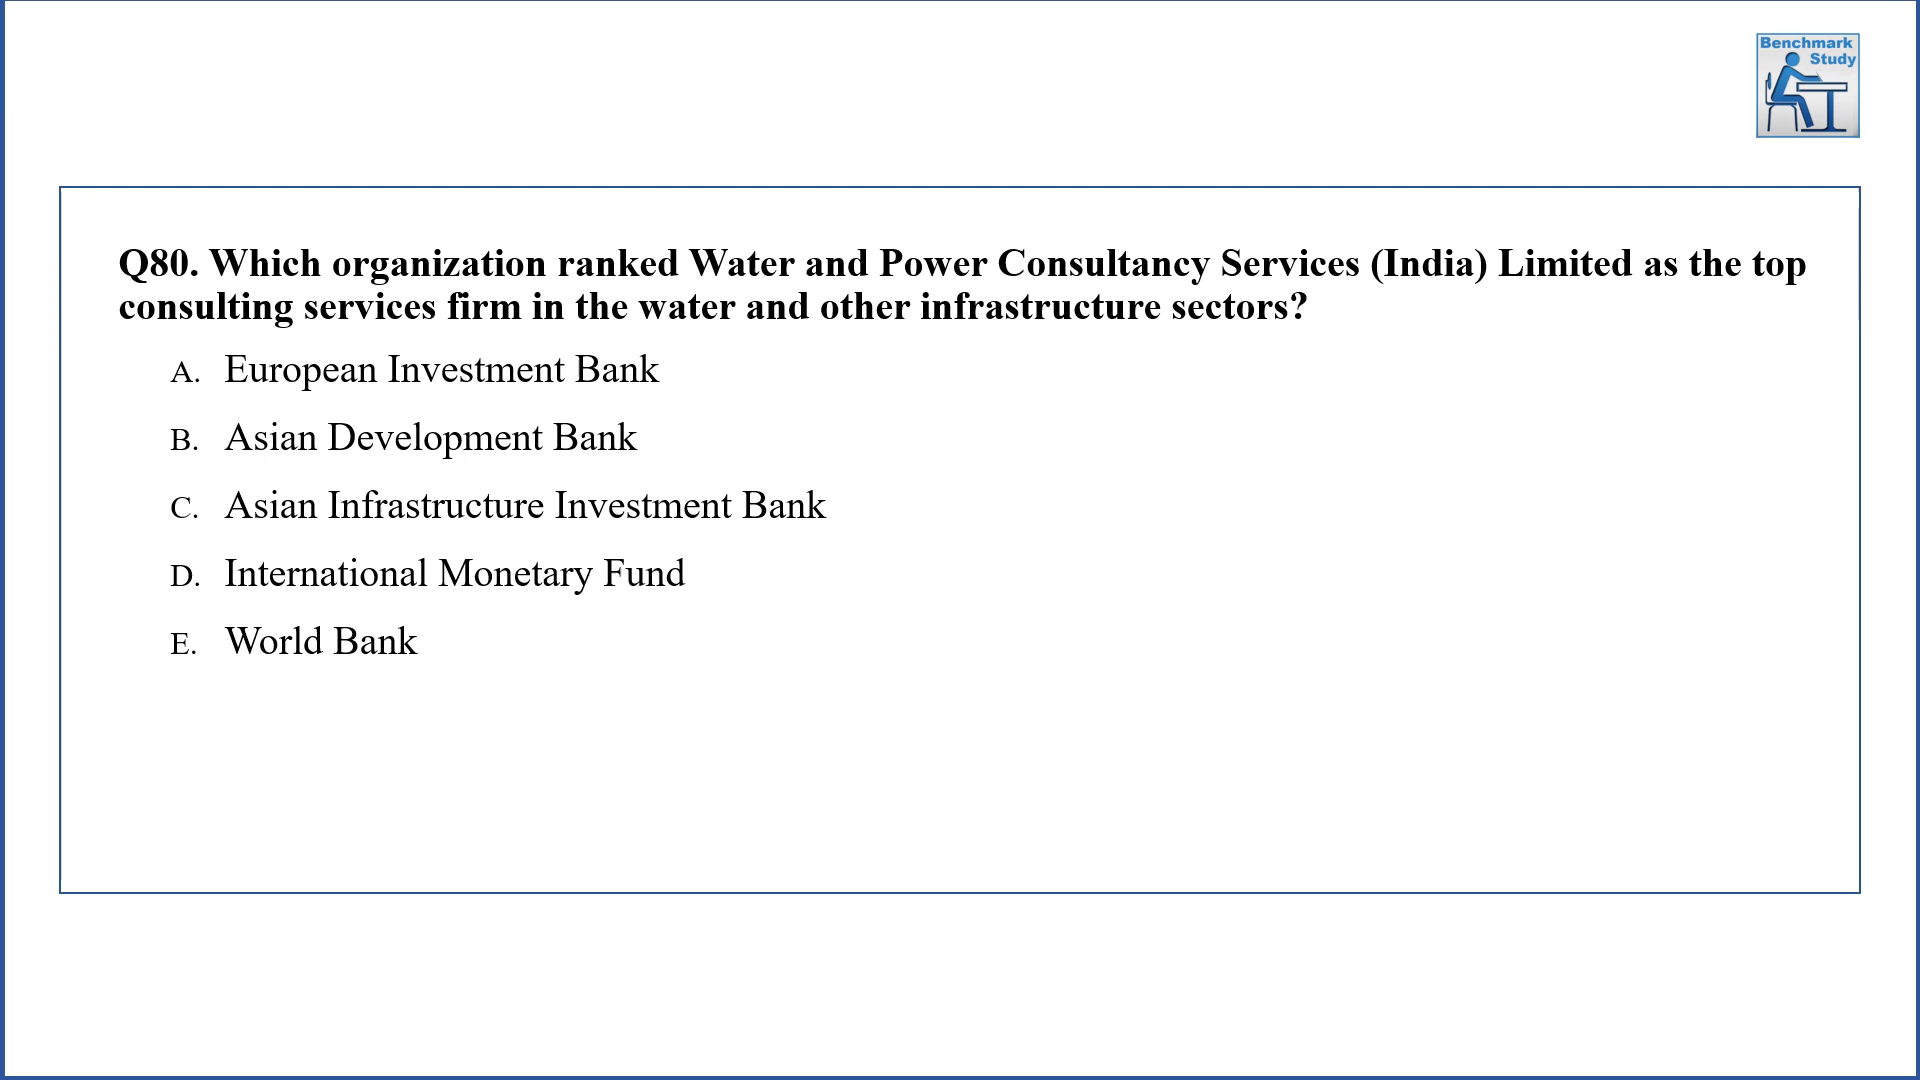 Benchmark
Study
Q80. Which organization ranked Water and Power Consultancy Services (India) Limited as the top
consulting services firm in the water and other infrastructure sectors?
A. European Investment Bank
B. Asian Development Bank
C. Asian Infrastructure Investment Bank
D. International Monetary Fund
E. World Bank